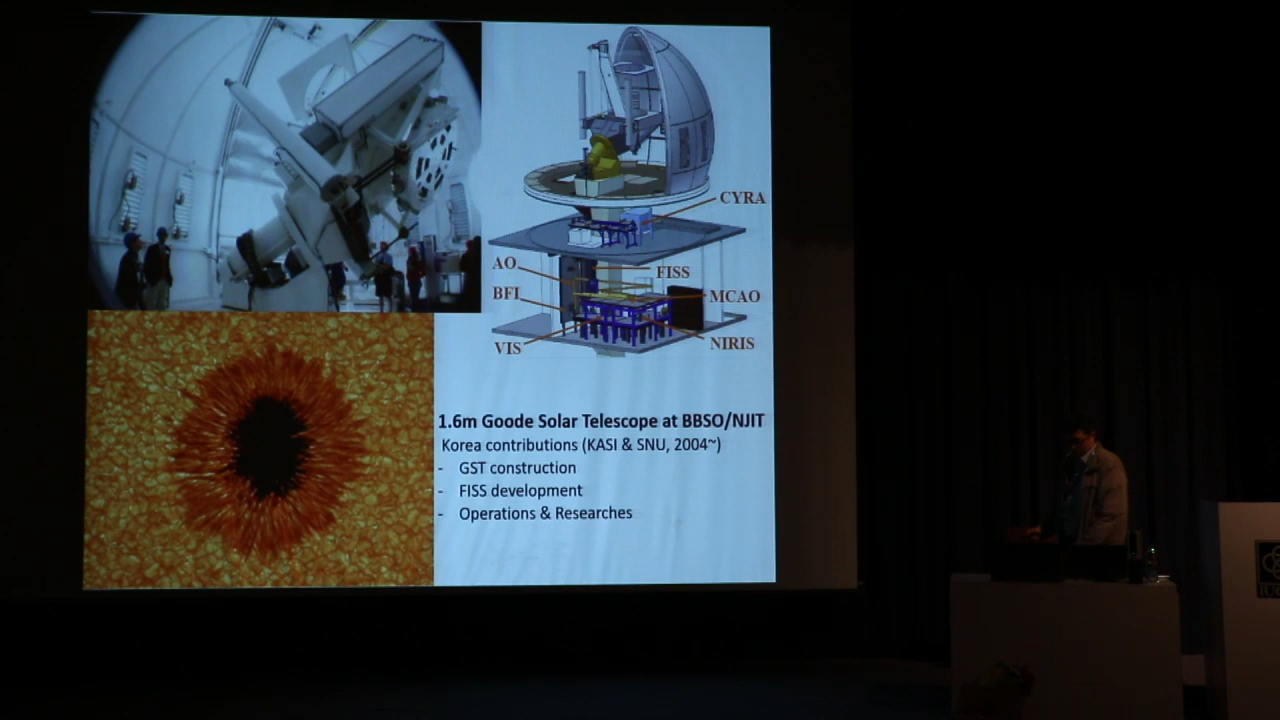 CYRA
AO
FISS
BFI
MCAO
VIS
NIRIS
1.6m Goode Solar Telescope at BBSO/NJIT
Korea contributions (KASI & SNU, 2004~)
- GST construction
- FISS development
- Operations & Researches